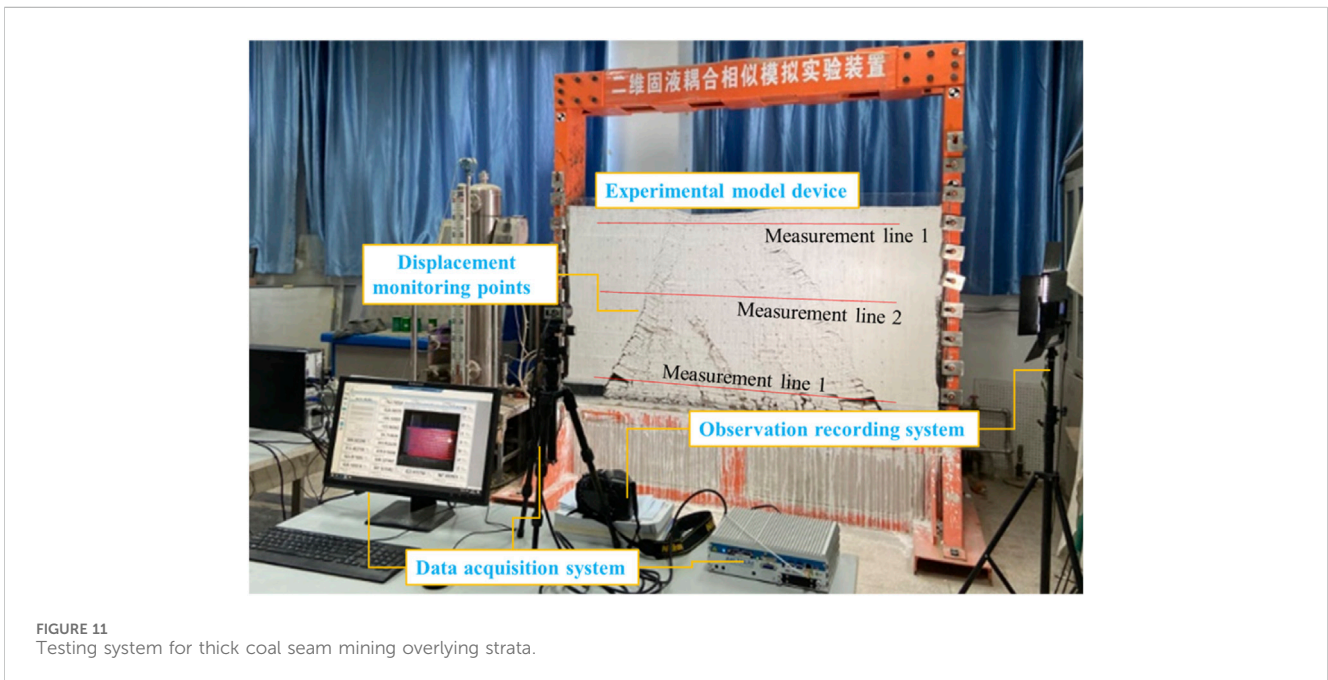 二维固液耦合相似模拟实验装置
Experimental model device
Measurement line 1
Displacement
monitoring points
Measurement line 2
Measurement line 1
Observation recording system
Data acquisition system
FIGURE 11
Testing system for thick coal seam mining overlying strata.